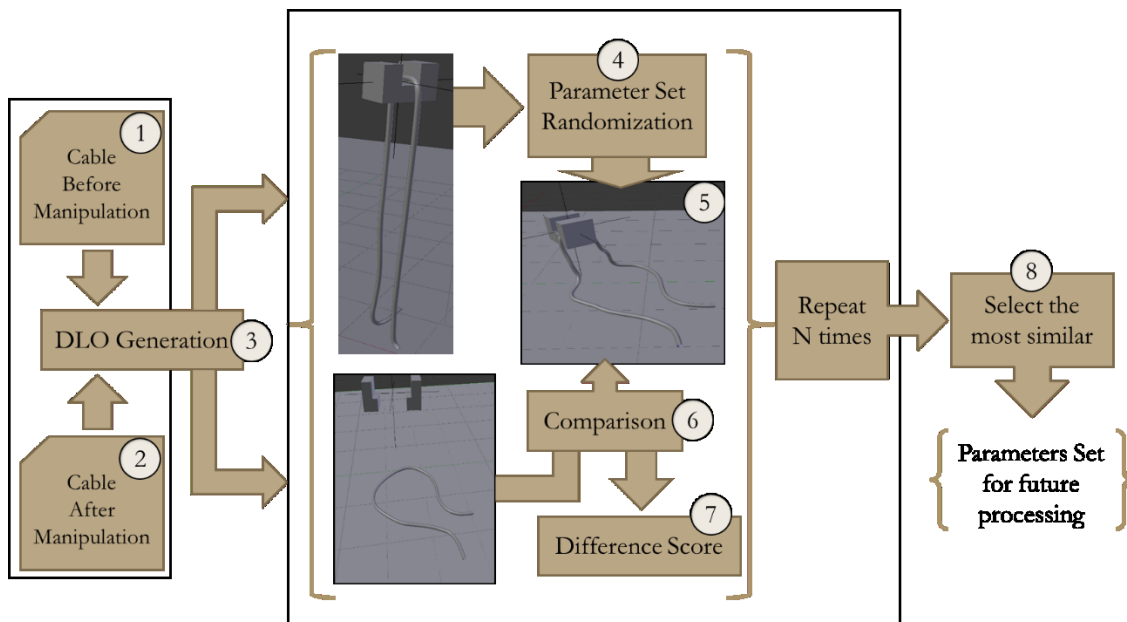 1
Cable
Before
Manipulation
DLO Generation
3
2
Cable
After
Manipulation
4
Parameter Set
Randomization
5
Comparison
6
7
Difference Score
Repeat
N times
8
Select the
most similar
Parameters Set
for future
processing